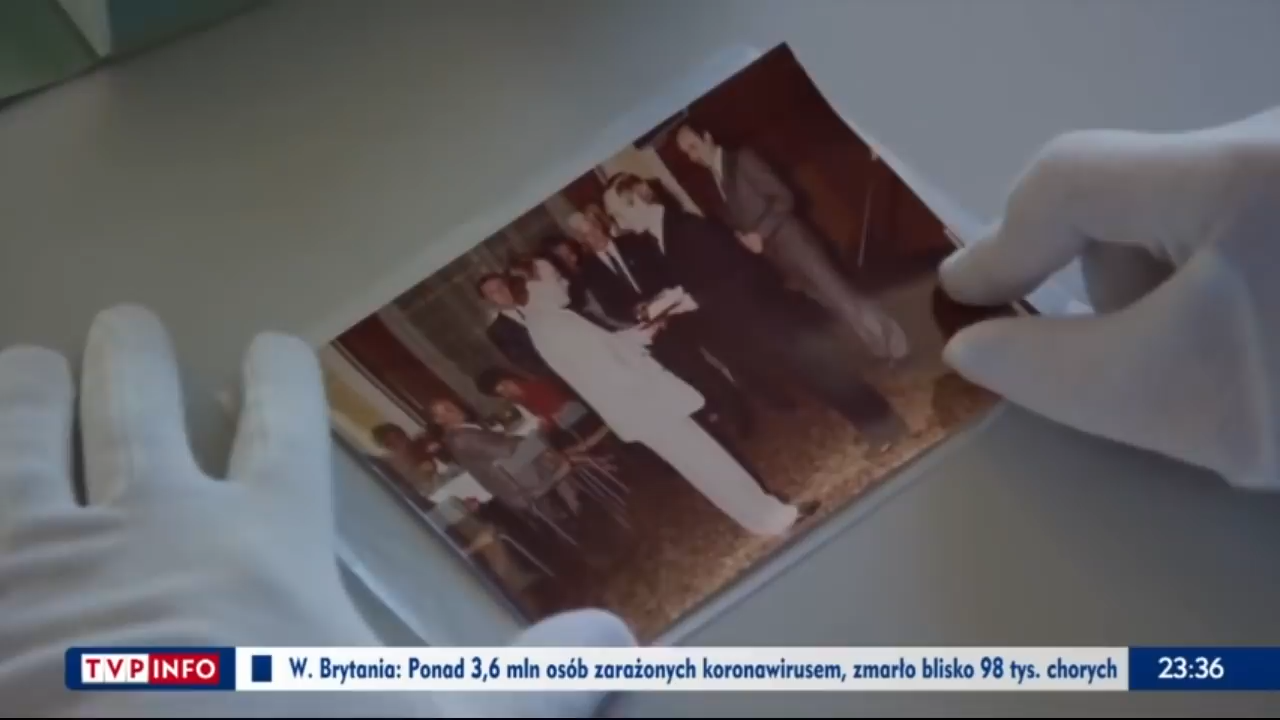 TVP INFO
W. Brytania: Ponad 3,6 mln osób zarażonych koronawirusem, zmarło blisko 98 tys. chorych
23:36